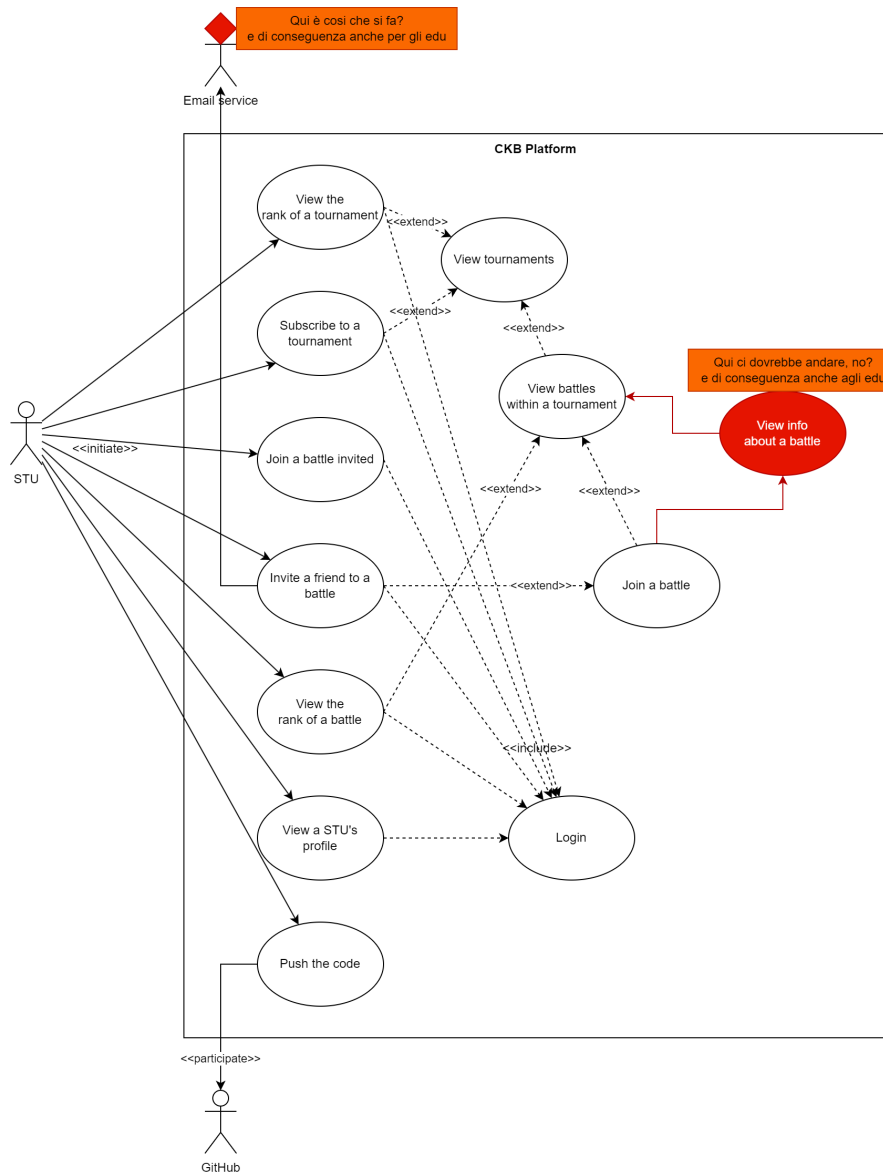 Qui è cosi che si fa?
e di conseguenza anche per gli edu
Email service
CKB Platform
View the
rank of a tournament
<<extend>>
View tournaments
Subscribe to a
tournament
<<extend>>
<<extend>>
View battles
within a tournament
Qui ci dovrebbe andare, no?
e di conseguenza anche agli edu
View info
about a battle
STU
<<initiate>>
Join a battle invited
<<extend>>
<<extend>>
Invite a friend to a
battle
<<extend>>
Join a battle
View the
rank of a battle
<<include>>
View a STU's
profile
Login
Push the code
<<participate>>
GitHub